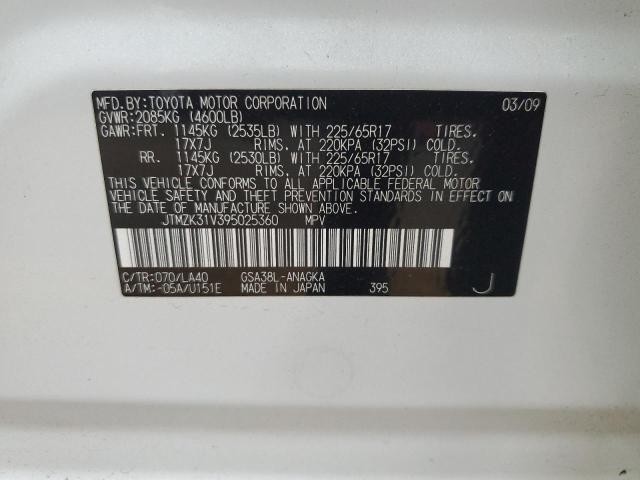 MFD.BY:TOYOTA MOTOR CORPORATION 03/09
GVWR:2085KG (4600LB)
GAWR:FRT. 1145KG (2535LB) WITH 225/65R17 TIRES.
17X7J RIMS. AT 220KPA (32PSI) COLD.
RR. 1145KG (2530LB) WITH 225/65R17 TIRES.
17X7J RIMS. AT 220KPA (32PSI) COLD.
THIS VEHICLE CONFORMS TO ALL APPLICABLE FEDERAL MOTOR
VEHICLE SAFETY AND THEFT PREVENTION STANDARDS IN EFFECT
ON THE DATE OF MANUFACTURE SHOWN ABOVE.
JTMZK31V395025360 MPV
C/TR:070/LA40 GSA38L-ANAGKA
A/TM:-05A/U151E MADE IN JAPAN 395 J